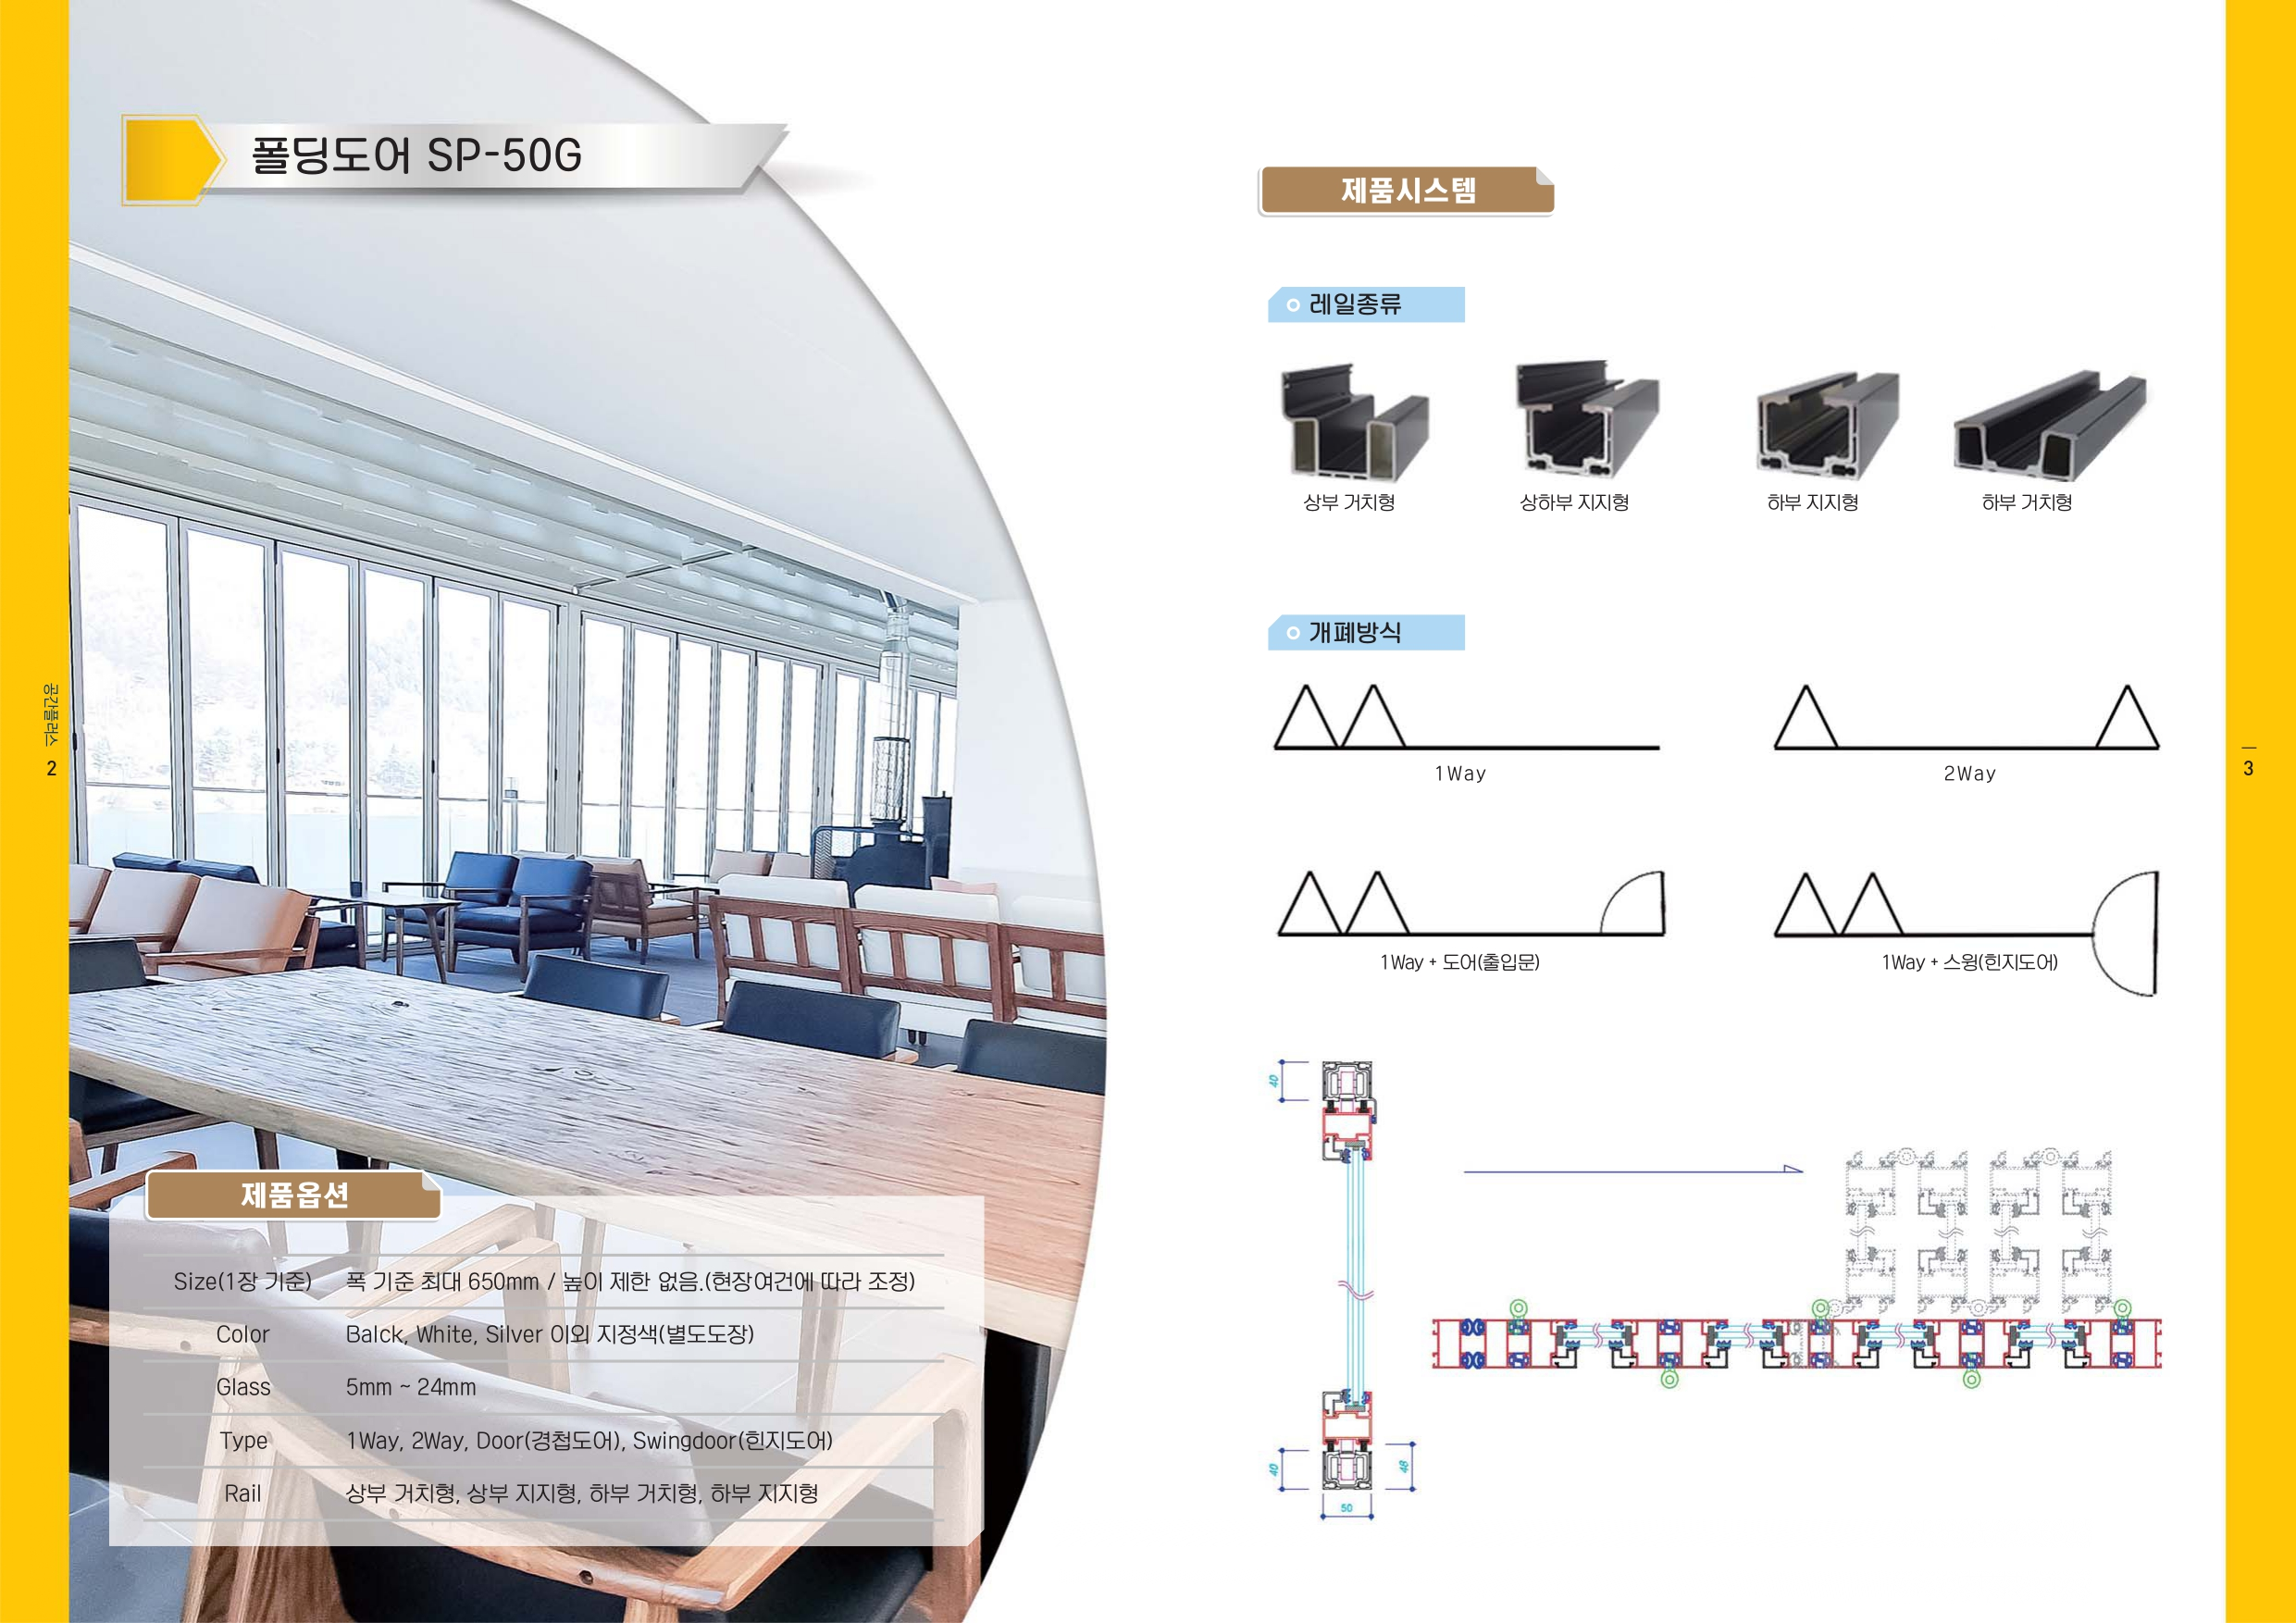 폴딩도어 SP-50G
공간플러스
2
제품옵션
Size(1장 기준) 폭 기준 최대 650mm / 높이 제한 없음.(현장여건에 따라 조정)
Color Balck, White, Silver 이외 지정색(별도도장)
Glass 5mm ~ 24mm
Type 1Way, 2Way, Door(경첩도어), Swingdoor(힌지도어)
Rail 상부 거치형, 상부 지지형, 하부 거치형, 하부 지지형
제품시스템
레일종류
상부 거치형 상하부 지지형 하부 지지형 하부 거치형
개폐방식
1Way 2Way
1Way + 도어(출입문) 1Way + 스윙(힌지도어)
40
40
48
50
3